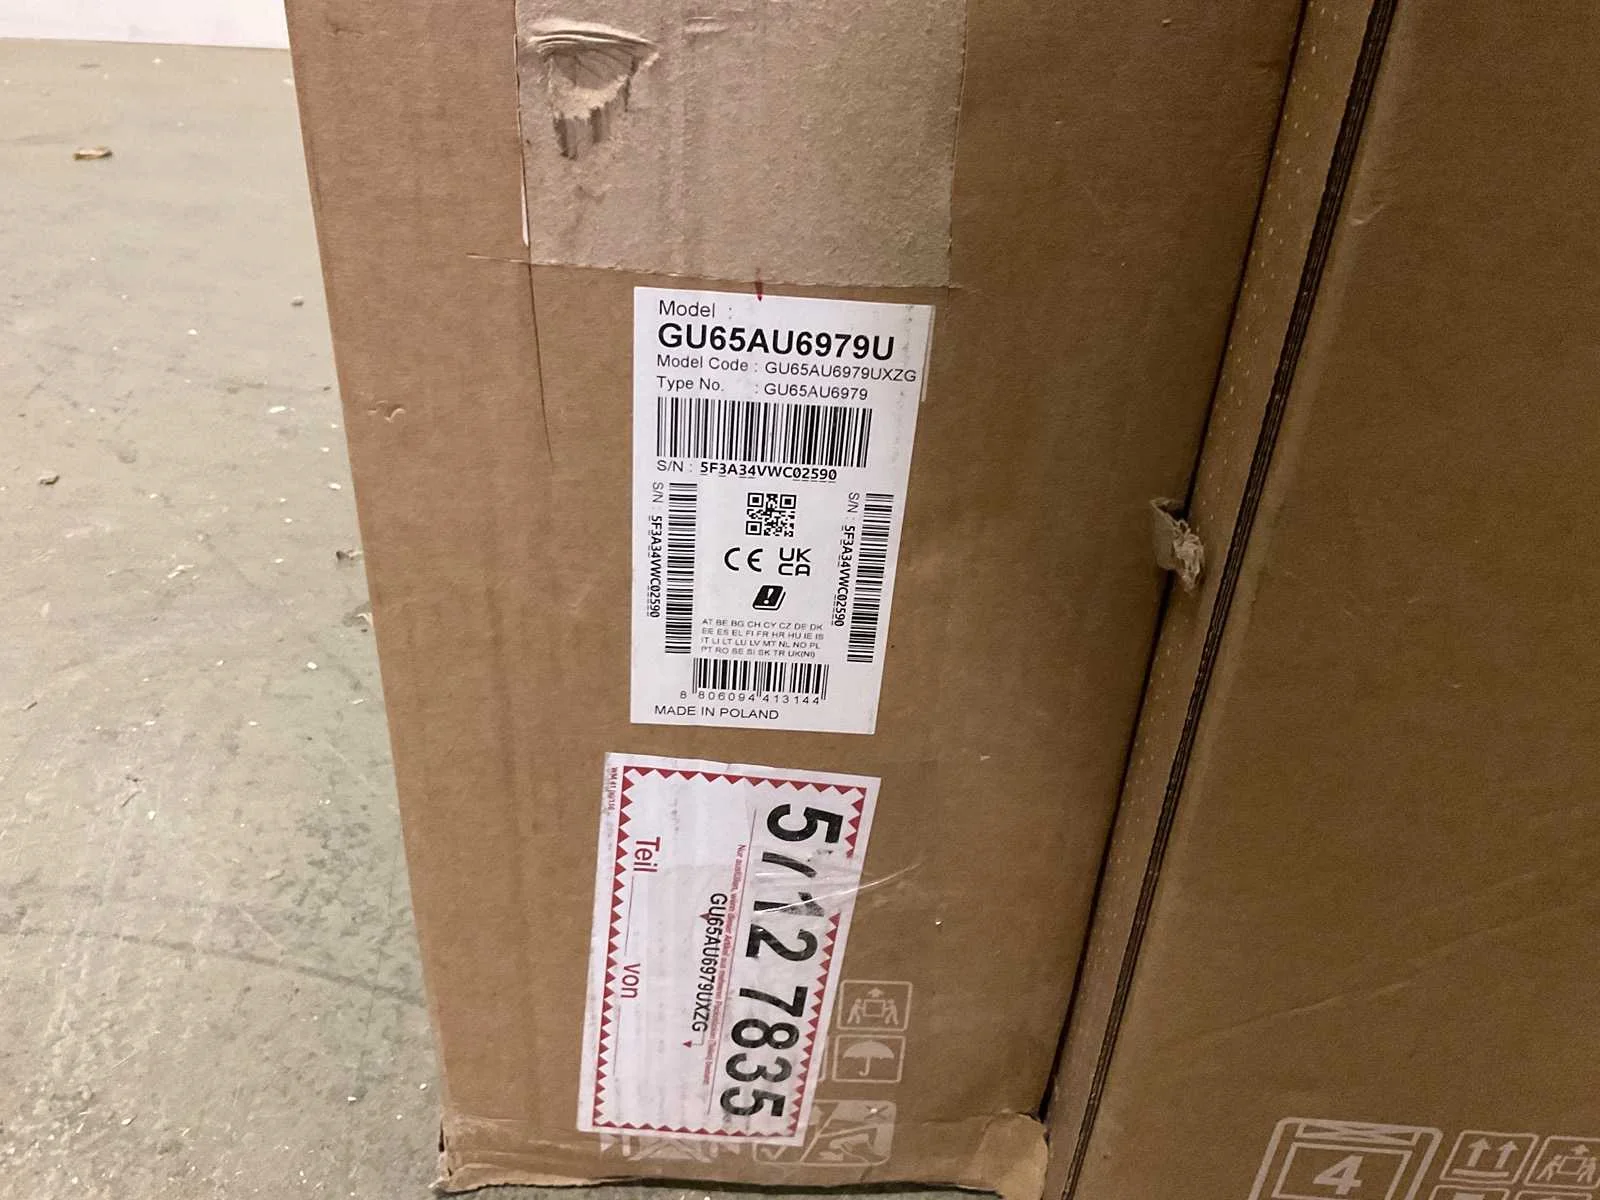 Model :
GU65AU6979U
Model Code : GU65AU6979UXZG
Type No. : GU65AU6979
S/N : 5F3A34VWC02590
S/N : 5F3A34VWC02590
S/N : 5F3A34VWC02590
CE UK CA
AT BE BG CH CY CZ DE DK
EE ES EL FI FR HR HU IE IS
IT LI LT LU LV MT NL NO PL
PT RO SE SI SK TR UK(NI)
8 806094 413144
MADE IN POLAND
5/12 7835
GU65AU6979UXZG
Teil von
4